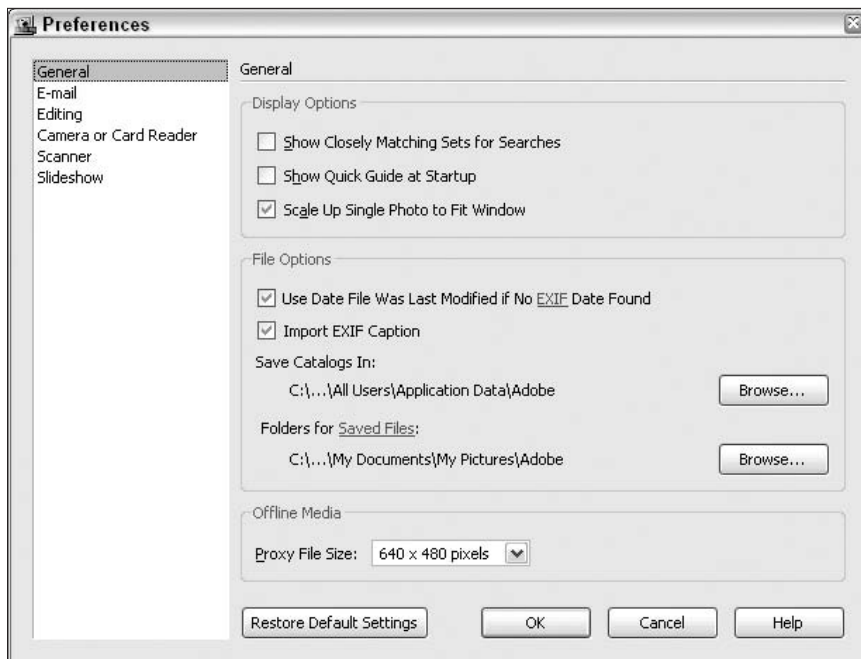 Preferences
General
E-mail
Editing
Camera or Card Reader
Scanner
Slideshow
General
Display Options
Show Closely Matching Sets for Searches
Show Quick Guide at Startup
Scale Up Single Photo to Fit Window
File Options
Use Date File Was Last Modified if No EXIF Date Found
Import EXIF Caption
Save Catalogs In:
C:\...\All Users\Application Data\Adobe
Browse...
Folders for Saved Files:
C:\...\My Documents\My Pictures\Adobe
Browse...
Offline Media
Proxy File Size: 640 x 480 pixels
Restore Default Settings OK Cancel Help